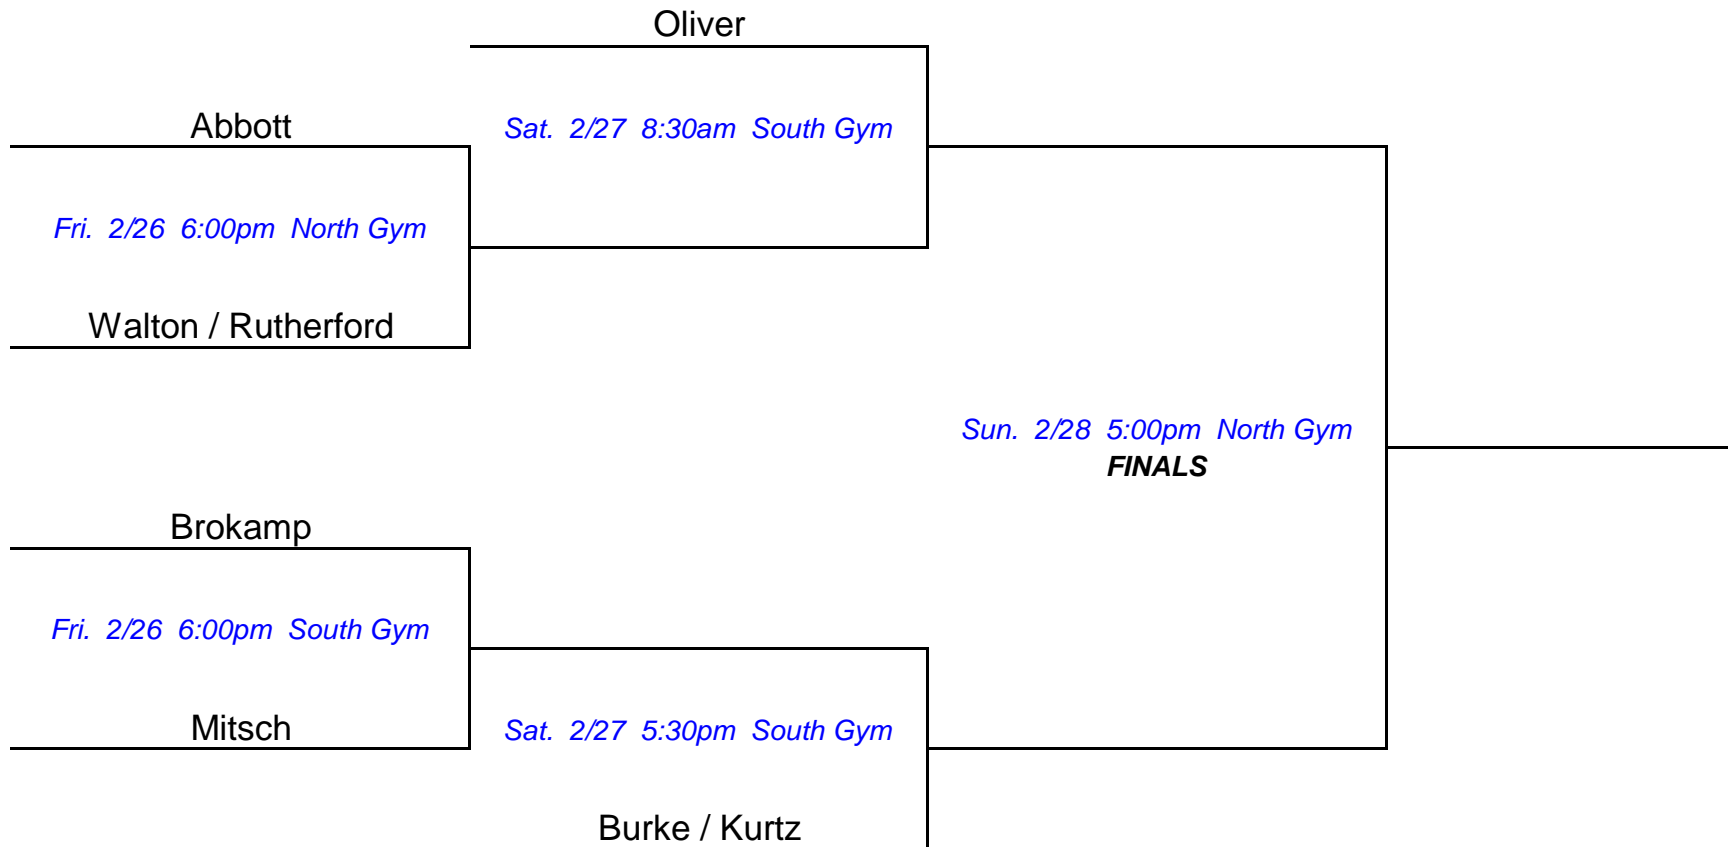 Oliver
Abbott
Sat. 2/27 8:30am South Gym
Fri. 2/26 6:00pm North Gym
Walton / Rutherford
Sun. 2/28 5:00pm North Gym
FINALS
Brokamp
Fri. 2/26 6:00pm South Gym
Mitsch
Sat. 2/27 5:30pm South Gym
Burke / Kurtz